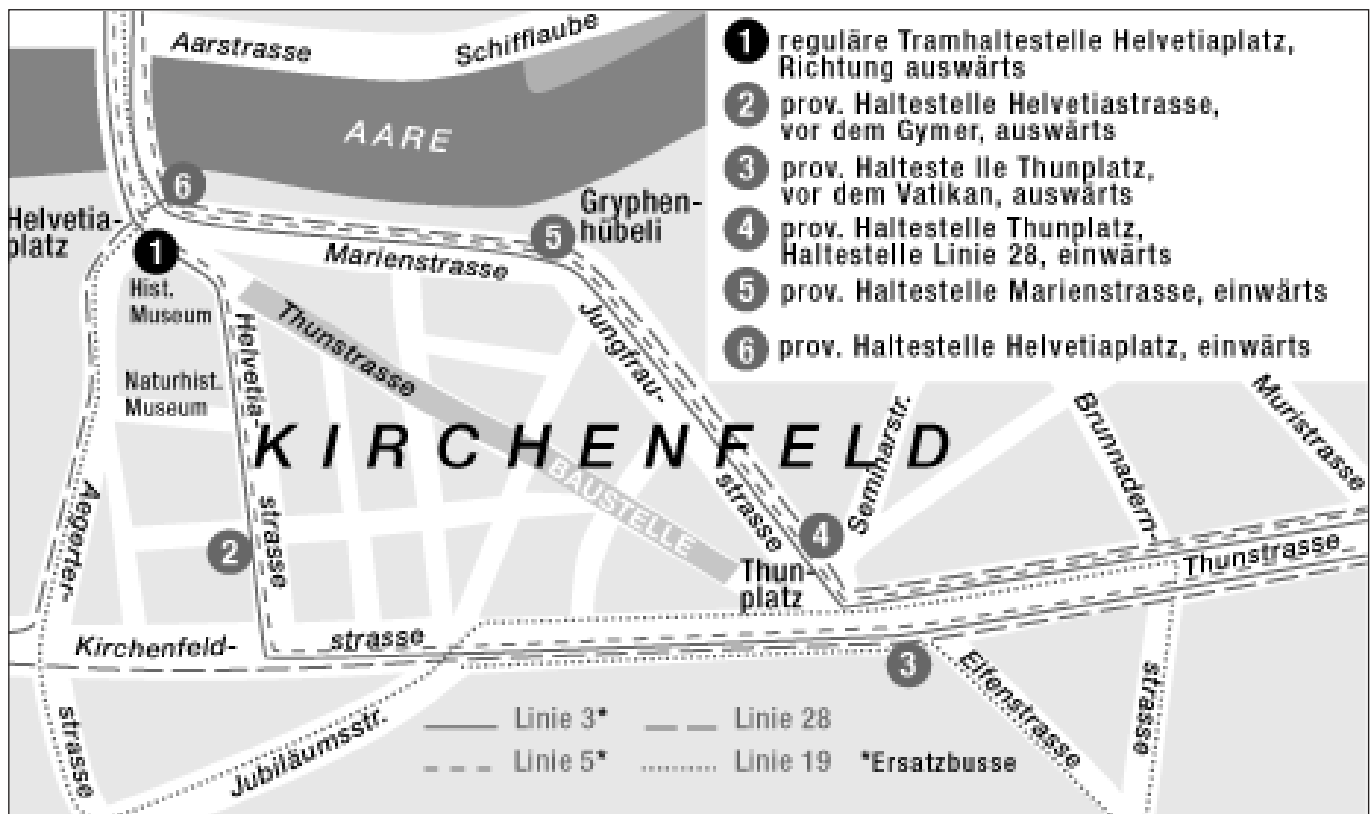 Aarstrasse
Schifflaube
AARE
1 reguläre Tramhaltestelle Helvetiaplatz,
Richtung auswärts
2 prov. Haltestelle Helvetiastrasse,
vor dem Gymer, auswärts
3 prov. Halteste lle Thunplatz,
vor dem Vatikan, auswärts
4 prov. Haltestelle Thunplatz,
Haltestelle Linie 28, einwärts
5 prov. Haltestelle Marienstrasse, einwärts
6 prov. Haltestelle Helvetiaplatz, einwärts
6
Helvetia-
platz
1
Hist.
Museum
Naturhist.
Museum
Marienstrasse
5
Gryphen-
hübeli
Thunstrasse
BAUSTELLE
Helvetia-
strasse
2
Jungfrau-
strasse
KIRCHENFELD
4
Seminarstr.
Brunnadern-
strasse
Muristrasse
Thun-
platz
Thunstrasse
Aegerter-
strasse
Kirchenfeld-
strasse
3
Elfenstrasse
Jubiläumsstr.
Linie 3*
Linie 28
Linie 5*
Linie 19
*Ersatzbusse